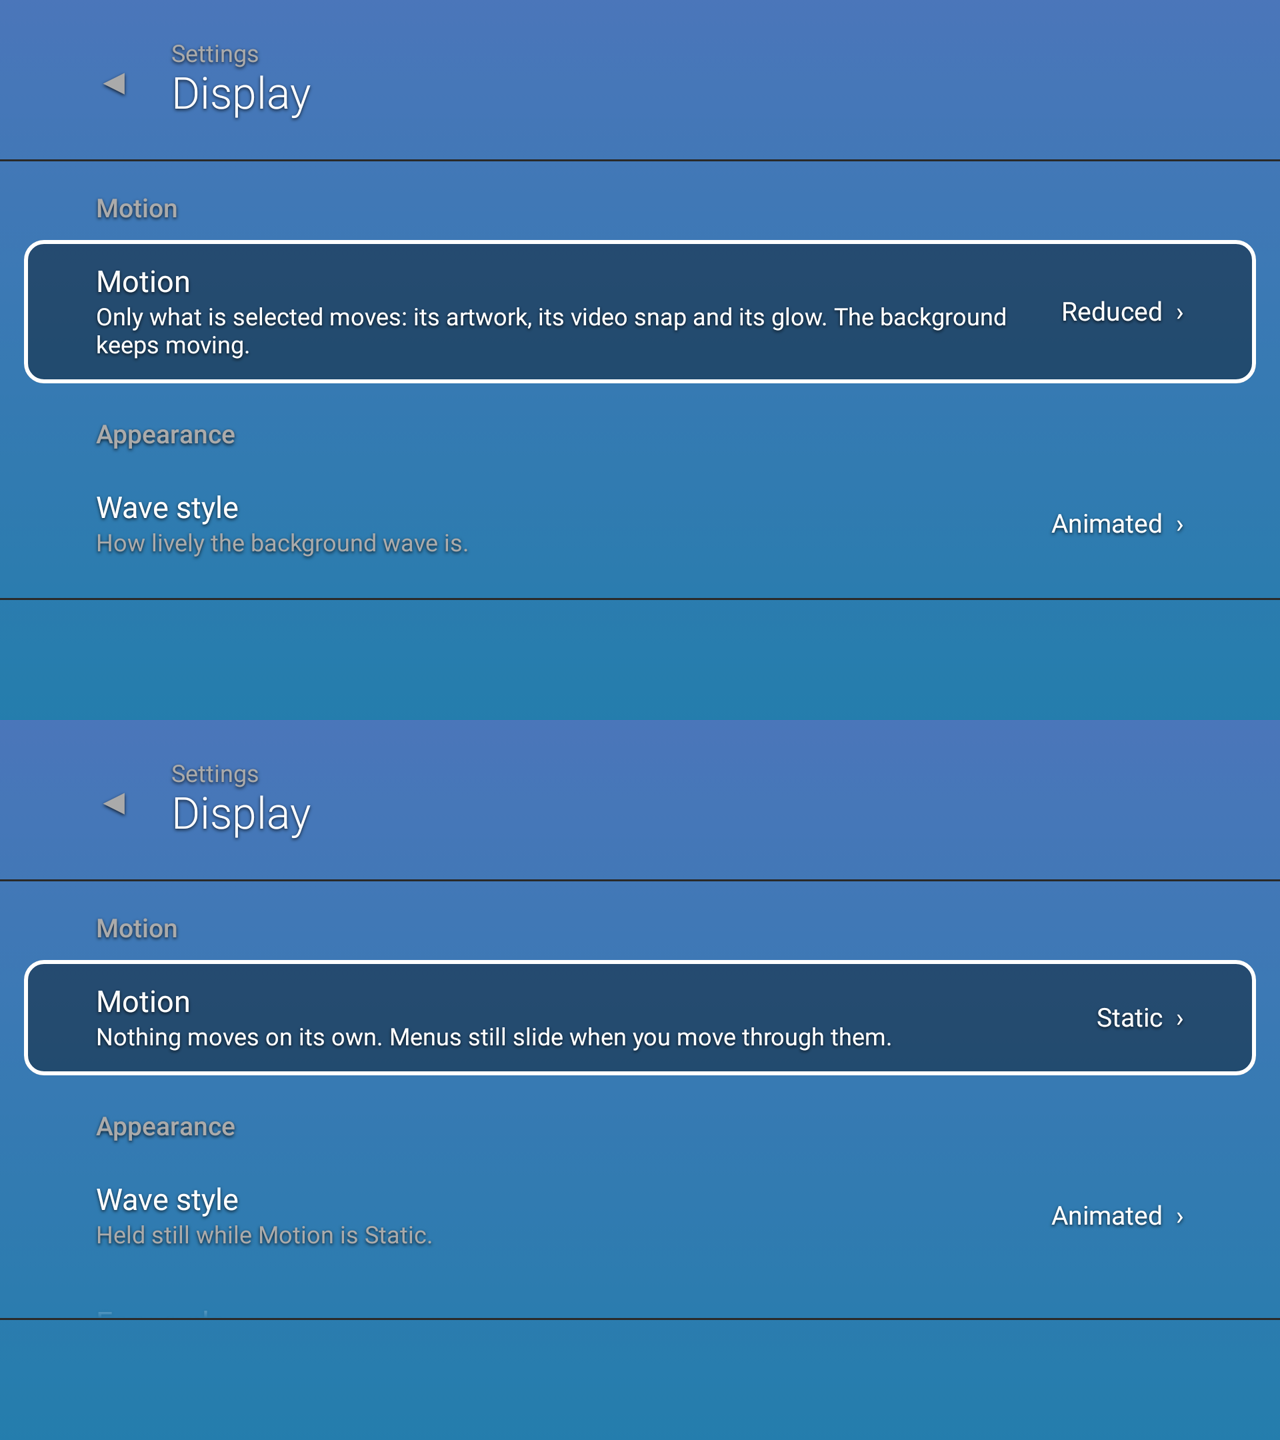 Settings
Display
Motion
Motion
Only what is selected moves: its artwork, its video snap and its glow. The background
keeps moving.
Reduced ›
Appearance
Wave style
How lively the background wave is.
Animated ›
Settings
Display
Motion
Motion
Nothing moves on its own. Menus still slide when you move through them.
Static ›
Appearance
Wave style
Held still while Motion is Static.
Animated ›